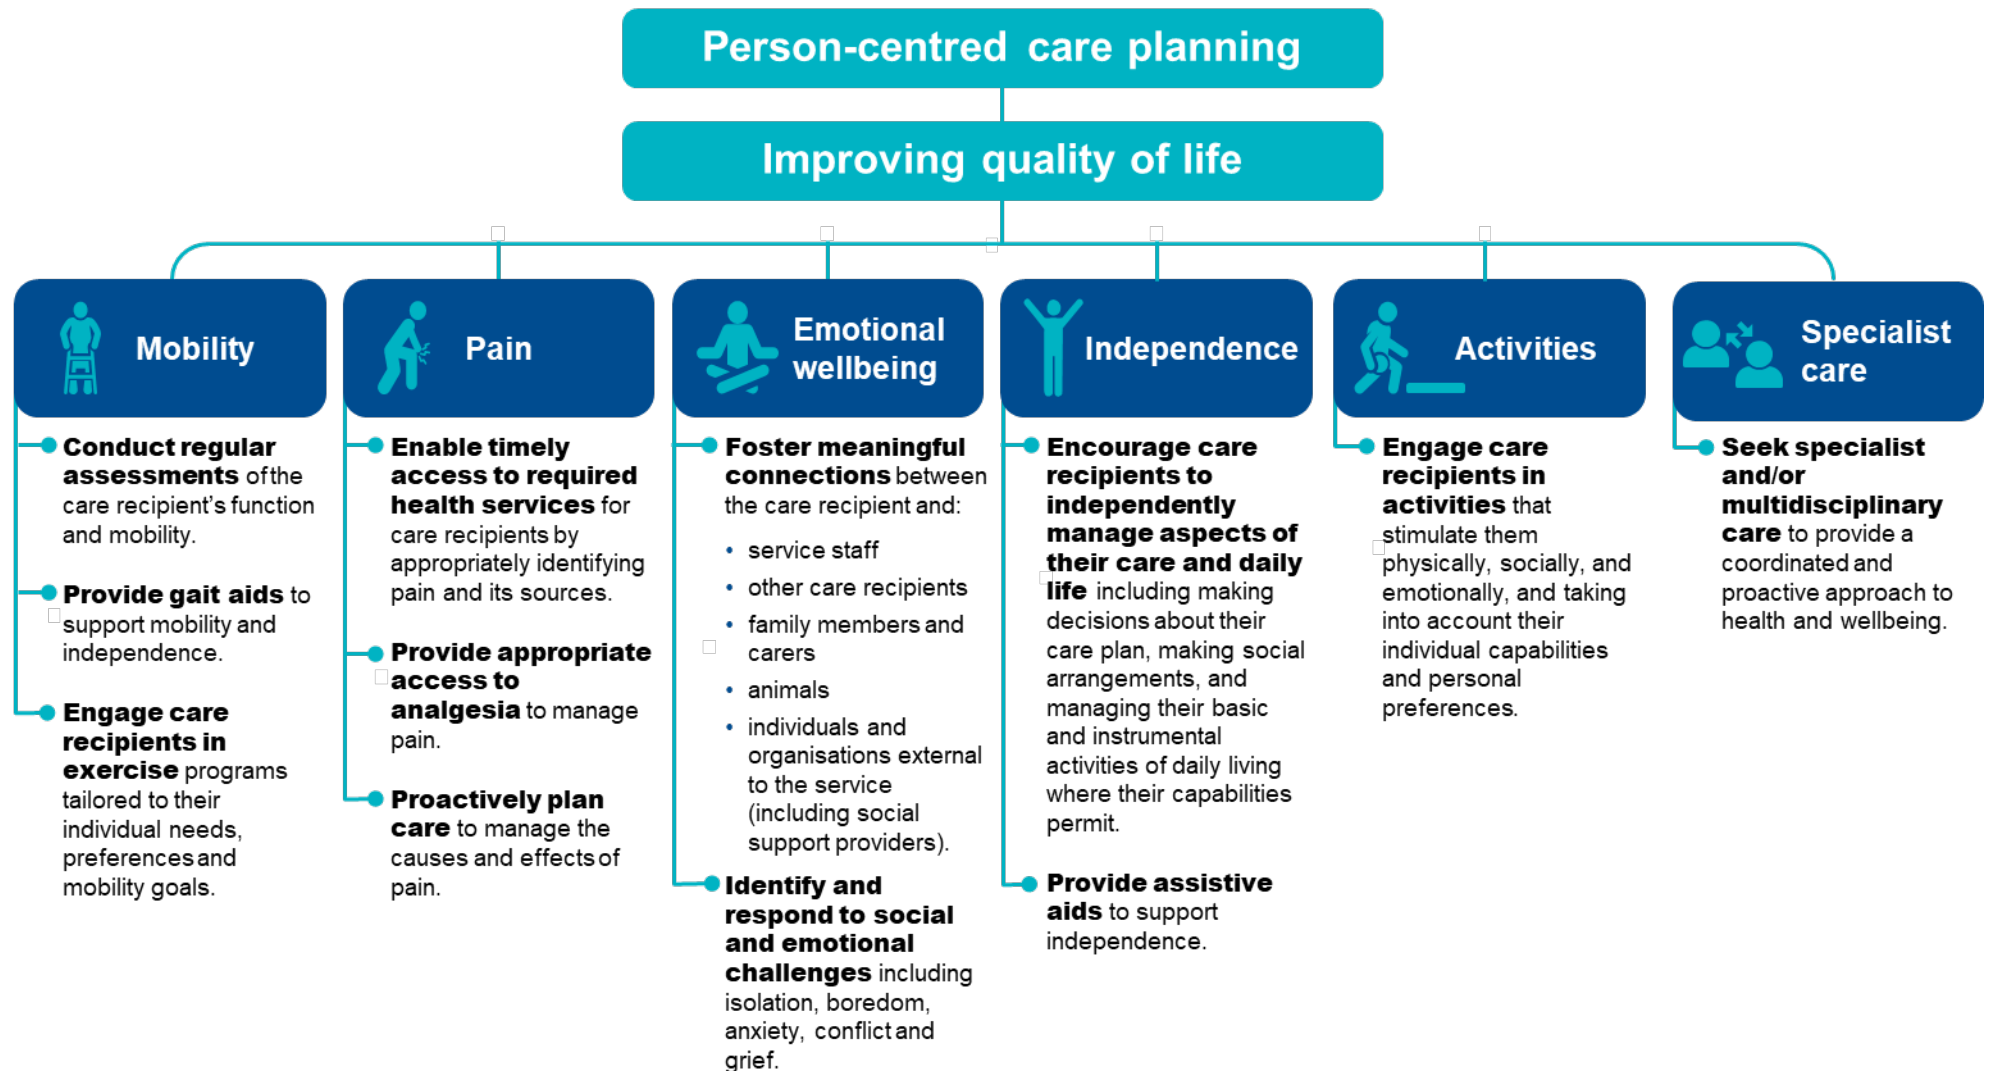 Person-centred care planning
Improving quality of life
Mobility
Conduct regular
assessments of the
care recipient's function
and mobility.
Provide gait aids to
support mobility and
independence.
Engage care
recipients in
exercise programs
tailored to their
individual needs,
preferences and
mobility goals.
Pain
Enable timely
access to required
health services for
care recipients by
appropriately identifying
pain and its sources.
Provide appropriate
access to
analgesia to manage
pain.
Proactively plan
care to manage the
causes and effects of
pain.
Emotional
wellbeing
Foster meaningful
connections between
the care recipient and:
• service staff
• other care recipients
• family members and
carers
• animals
• individuals and
organisations external
to the service
(including social
support providers).
Identify and
respond to social
and emotional
challenges including
isolation, boredom,
anxiety, conflict and
grief.
Independence
Encourage care
recipients to
independently
manage aspects of
their care and daily
life including making
decisions about their
care plan, making social
arrangements, and
managing their basic
and instrumental
activities of daily living
where their capabilities
permit.
Provide assistive
aids to support
independence.
Activities
Engage care
recipients in
activities that
stimulate them
physically, socially, and
emotionally, and taking
into account their
individual capabilities
and personal
preferences.
Specialist
care
Seek specialist
and/or
multidisciplinary
care to provide a
coordinated and
proactive approach to
health and wellbeing.